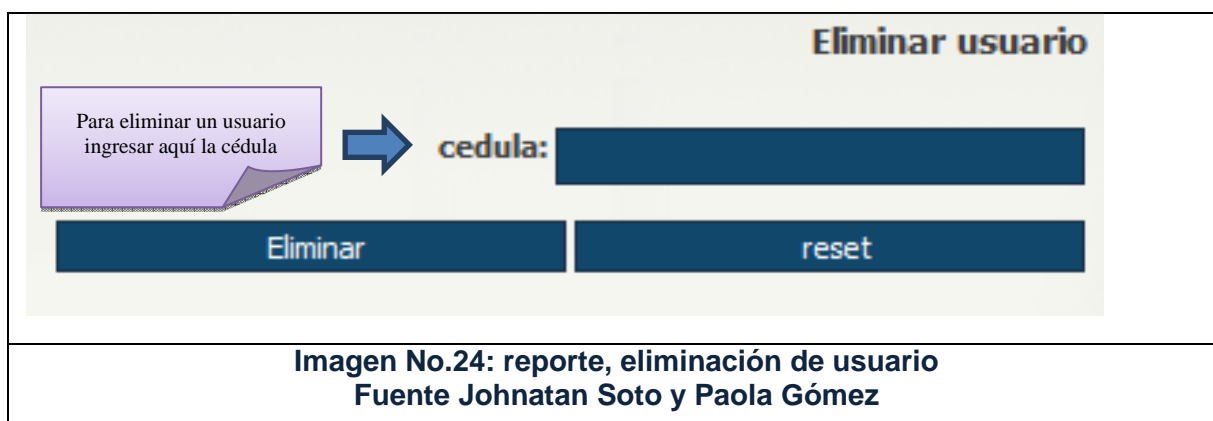 Eliminar usuario
Para eliminar un usuario
ingresar aquí la cédula
cedula:
Eliminar reset
Imagen No.24: reporte, eliminación de usuario
Fuente Johnatan Soto y Paola Gómez